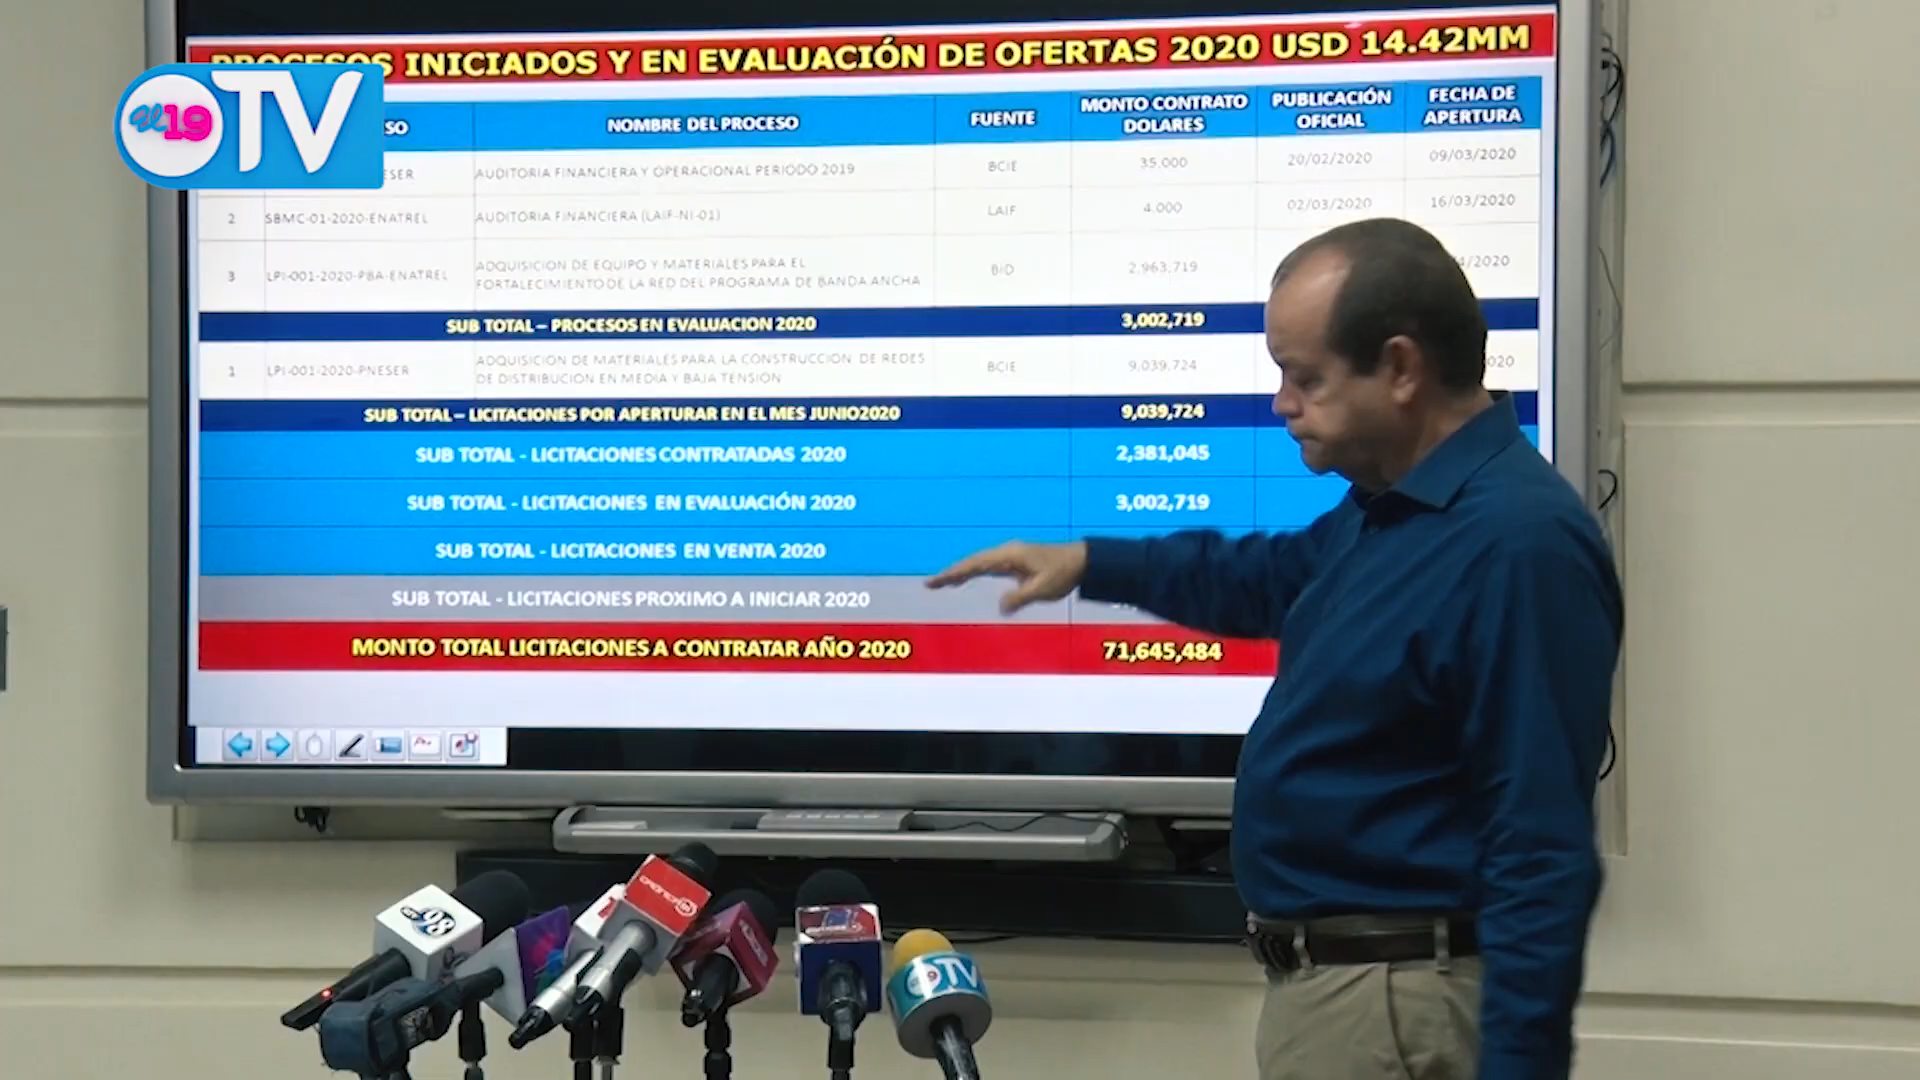 PROCESOS INICIADOS Y EN EVALUACIÓN DE OFERTAS 2020 USD 14.42MM
El 19 TV
SO NOMBRE DEL PROCESO FUENTE MONTO CONTRATO DOLARES PUBLICACIÓN OFICIAL FECHA DE APERTURA
ESER AUDITORIA FINANCIERA Y OPERACIONAL PERIODO 2019 BCIE 35.000 20/02/2020 09/03/2020
2 SBMC-01-2020-ENATREL AUDITORIA FINANCIERA (LAIF-NI-01) LAIF 4.000 02/03/2020 16/03/2020
3 LPI-001-2020-PBA-ENATREL ADQUISICION DE EQUIPO Y MATERIALES PARA EL FORTALECIMIENTO DE LA RED DEL PROGRAMA DE BANDA ANCHA BID 2,963,719 /2020
SUB TOTAL – PROCESOS EN EVALUACION 2020 3,002,719
1 LPI-001-2020-PNESER ADQUISICION DE MATERIALES PARA LA CONSTRUCCION DE REDES DE DISTRIBUCION EN MEDIA Y BAJA TENSION BCIE 9,039,724 020
SUB TOTAL – LICITACIONES POR APERTURAR EN EL MES JUNIO2020 9,039,724
SUB TOTAL - LICITACIONES CONTRATADAS 2020 2,381,045
SUB TOTAL - LICITACIONES EN EVALUACIÓN 2020 3,002,719
SUB TOTAL - LICITACIONES EN VENTA 2020
SUB TOTAL - LICITACIONES PROXIMO A INICIAR 2020
MONTO TOTAL LICITACIONES A CONTRATAR AÑO 2020 71,645,484
98
19 TV